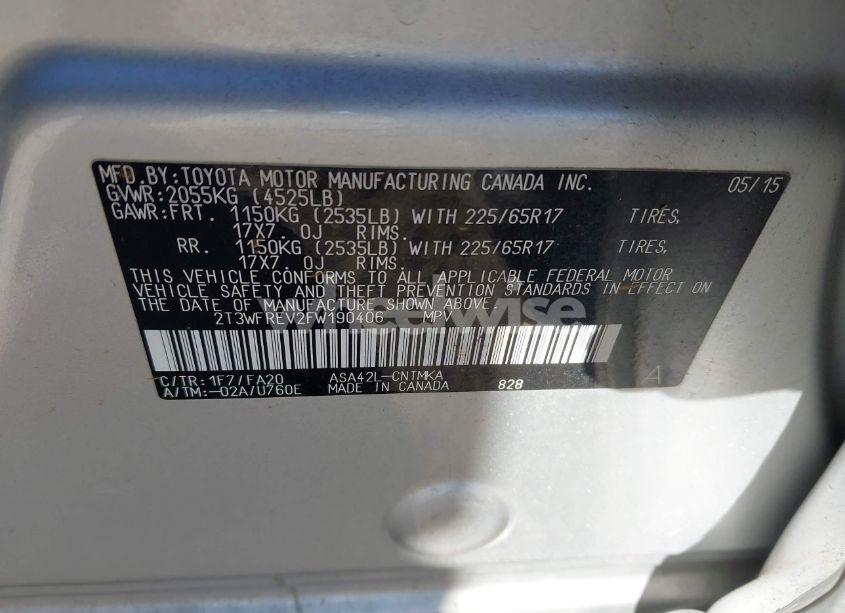 MFD.BY:TOYOTA MOTOR MANUFACTURING CANADA INC. 05/15
GVWR:2055KG (4525LB)
GAWR:FRT. 1150KG (2535LB) WITH 225/65R17 TIRES,
17X7.0J RIMS.
RR. 1150KG (2535LB) WITH 225/65R17 TIRES,
17X7.0J RIMS.
THIS VEHICLE CONFORMS TO ALL APPLICABLE FEDERAL MOTOR
VEHICLE SAFETY AND THEFT PREVENTION STANDARDS IN EFFECT ON
THE DATE OF MANUFACTURE SHOWN ABOVE.
2T3WFREV2FW190406 MPV
wheelwise
C/TR:1F7/FA20 ASA42L-CNTMKA A
A/TM:-02A/U760E MADE IN CANADA 828